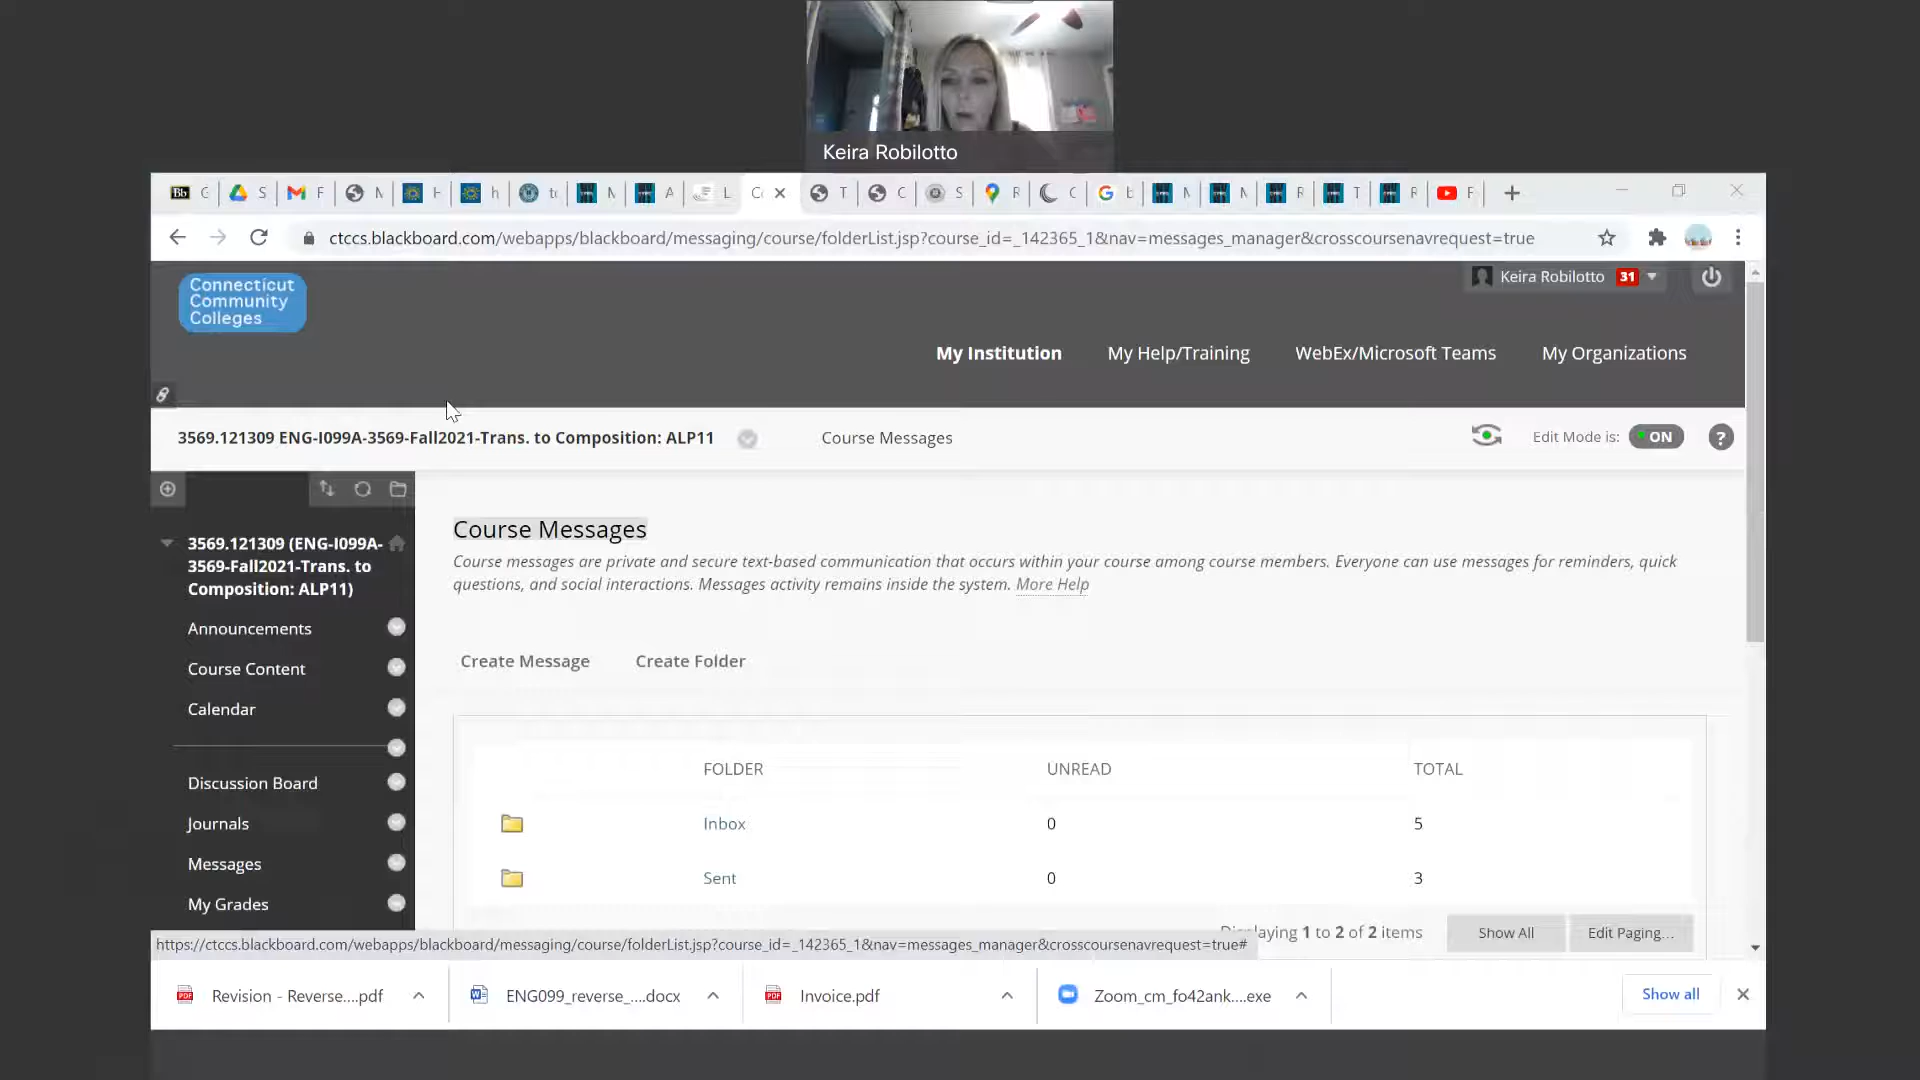 Keira Robilotto
ctccs.blackboard.com/webapps/blackboard/messaging/course/folderList.jsp?course_id=_142365_1&nav=messages_manager&crosscoursenavrequest=true
Connecticut
Community
Colleges
Keira Robilotto 31
My Institution My Help/Training WebEx/Microsoft Teams My Organizations
3569.121309 ENG-I099A-3569-Fall2021-Trans. to Composition: ALP11 Course Messages Edit Mode is: ON ?
3569.121309 (ENG-I099A-
3569-Fall2021-Trans. to
Composition: ALP11)
Announcements
Course Content
Calendar
Discussion Board
Journals
Messages
My Grades
Course Messages
Course messages are private and secure text-based communication that occurs within your course among course members. Everyone can use messages for reminders, quick
questions, and social interactions. Messages activity remains inside the system. More Help
Create Message Create Folder
FOLDER UNREAD TOTAL
Inbox 0 5
Sent 0 3
1 to 2 of 2 items Show All Edit Paging...
https://ctccs.blackboard.com/webapps/blackboard/messaging/course/folderList.jsp?course_id=_142365_1&nav=messages_manager&crosscoursenavrequest=true#
Revision - Reverse....pdf ENG099_reverse_....docx Invoice.pdf Zoom_cm_fo42ank....exe Show all